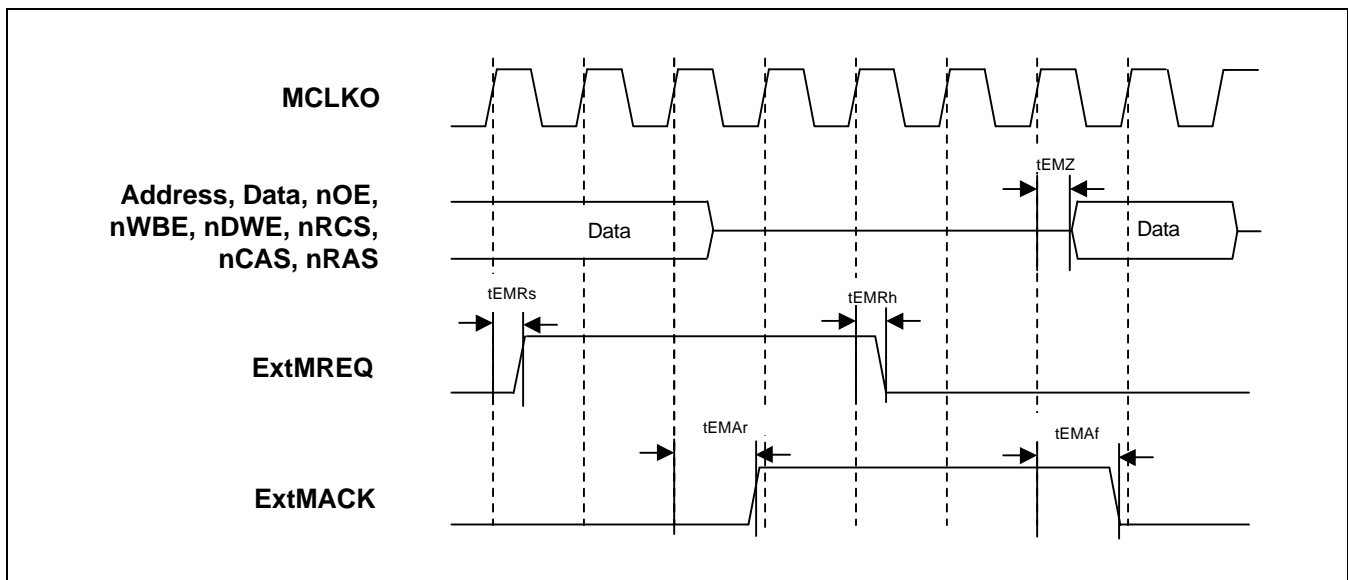 MCLKO
tEMZ
Address, Data, nOE,
nWBE, nDWE, nRCS,
nCAS, nRAS
Data
Data
tEMRs
tEMRh
ExtMREQ
tEMAr
tEMAf
ExtMACK